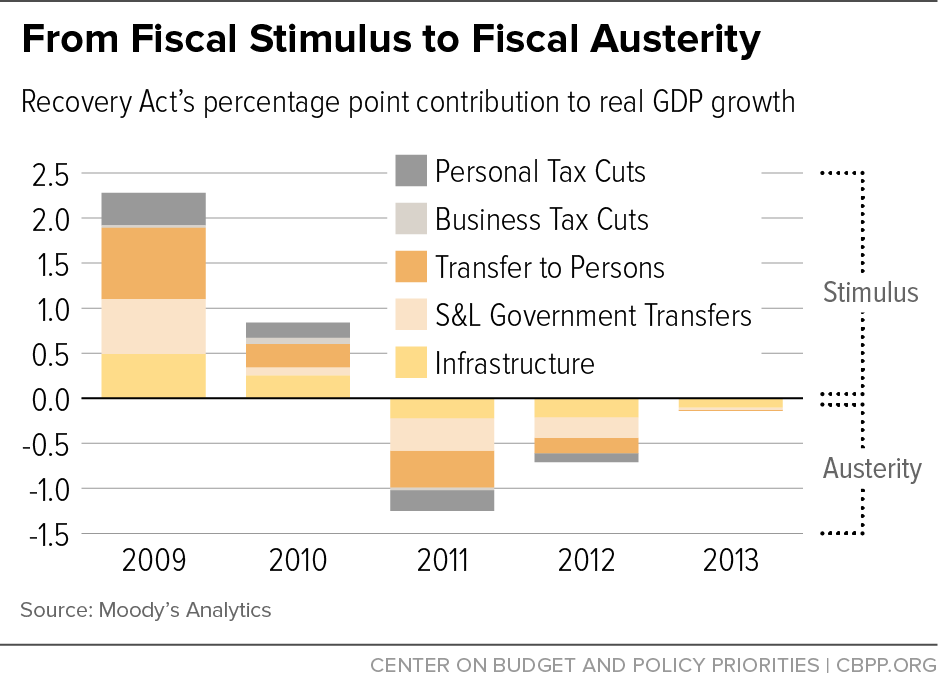 From Fiscal Stimulus to Fiscal Austerity
Recovery Act's percentage point contribution to real GDP growth
2.5
2.0
1.5
1.0
0.5
0.0
-0.5
-1.0
-1.5
Personal Tax Cuts
Business Tax Cuts
Transfer to Persons
S&L Government Transfers
Infrastructure
Stimulus
Austerity
2009 2010 2011 2012 2013
Source: Moody's Analytics
CENTER ON BUDGET AND POLICY PRIORITIES | CBPP.ORG